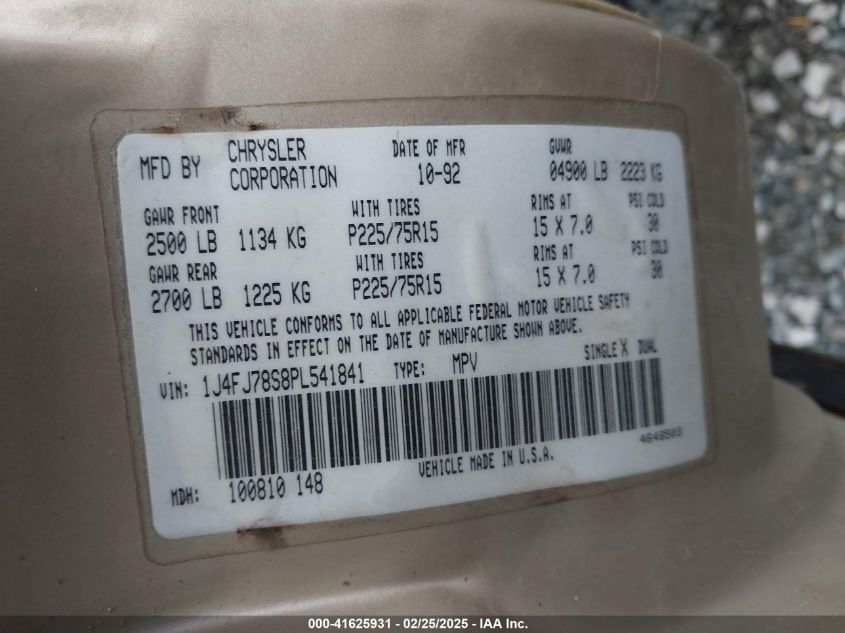 MFD BY CHRYSLER CORPORATION DATE OF MFR 10-92 GVWR 04900 LB 2223 KG
GAWR FRONT WITH TIRES RIMS AT PSI COLD
2500 LB 1134 KG P225/75R15 15 X 7.0 30
GAWR REAR WITH TIRES RIMS AT PSI COLD
2700 LB 1225 KG P225/75R15 15 X 7.0 30
THIS VEHICLE CONFORMS TO ALL APPLICABLE FEDERAL MOTOR VEHICLE SAFETY
STANDARDS IN EFFECT ON THE DATE OF MANUFACTURE SHOWN ABOVE.
VIN: 1J4FJ78S8PL541841 TYPE: MPV SINGLE X DUAL
4648503
MDH: 100810 148 VEHICLE MADE IN U.S.A.
000-41625931 - 02/25/2025 - IAA Inc.